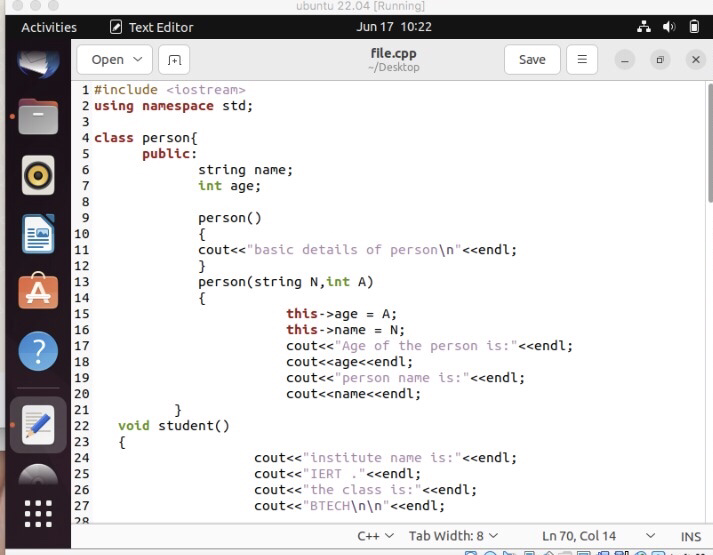 ubuntu 22.04 [Running]
Activities Text Editor Jun 17 10:22
Open file.cpp Save
~/Desktop
1 #include <iostream>
2 using namespace std;
3
4 class person{
5 public:
6 string name;
7 int age;
8
9 person()
10 {
11 cout<<"basic details of person\n"<<endl;
12 }
13 person(string N,int A)
14 {
15 this->age = A;
16 this->name = N;
17 cout<<"Age of the person is:"<<endl;
18 cout<<age<<endl;
19 cout<<"person name is:"<<endl;
20 cout<<name<<endl;
21 }
22 void student()
23 {
24 cout<<"institute name is:"<<endl;
25 cout<<"IERT ."<<endl;
26 cout<<"the class is:"<<endl;
27 cout<<"BTECH\n\n"<<endl;
28
C++ Tab Width: 8 Ln 70, Col 14 INS